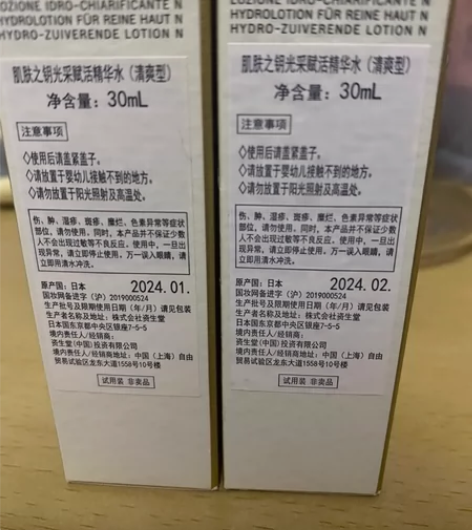 LOZIONE IDRO-CHIARIFICANTE N
HYDROLOTION FÜR REINE HAUT N
HYDRO-ZUIVERENDE LOTION N
肌肤之钥光采赋活精华水（清爽型）
净含量：30mL
注意事项
◇使用后请盖紧盖子。
◇请放置于婴幼儿接触不到的地方。
◇请勿放置于阳光照射及高温处。
伤、肿、湿疹、斑疹、糜烂、色素异常等症状
部位，请勿使用。同时，本产品并不保证少数
人不会出现过敏等不良反应。使用中，一旦出
现异常，请立即停止使用。万一误入眼睛，请
立即用清水冲洗。
原产国：日本 2024. 01.
国妆网备进字（沪）2019000524
生产批号及限期使用日期（年/月）请见包装
生产者名称及地址：株式会社资生堂
日本国东京都中央区银座7-5-5
境内责任人/经销商：
资生堂(中国)投资有限公司
境内责任人/经销商地址：中国（上海）自由
贸易试验区龙东大道1558号10号楼
试用装 非卖品
LOZIONE IDRO-CHIARIFICANTE N
HYDROLOTION FÜR REINE HAUT N
HYDRO-ZUIVERENDE LOTION N
肌肤之钥光采赋活精华水（清爽型）
净含量：30mL
注意事项
◇使用后请盖紧盖子。
◇请放置于婴幼儿接触不到的地方。
◇请勿放置于阳光照射及高温处。
伤、肿、湿疹、斑疹、糜烂、色素异常等症状
部位，请勿使用。同时，本产品并不保证少数
人不会出现过敏等不良反应。使用中，一旦出
现异常，请立即停止使用。万一误入眼睛，请
立即用清水冲洗。
原产国：日本 2024. 02.
国妆网备进字（沪）2019000524
生产批号及限期使用日期（年/月）请见包装
生产者名称及地址：株式会社资生堂
日本国东京都中央区银座7-5-5
境内责任人/经销商：
资生堂(中国)投资有限公司
境内责任人/经销商地址：中国（上海）自由
贸易试验区龙东大道1558号10号楼
试用装 非卖品